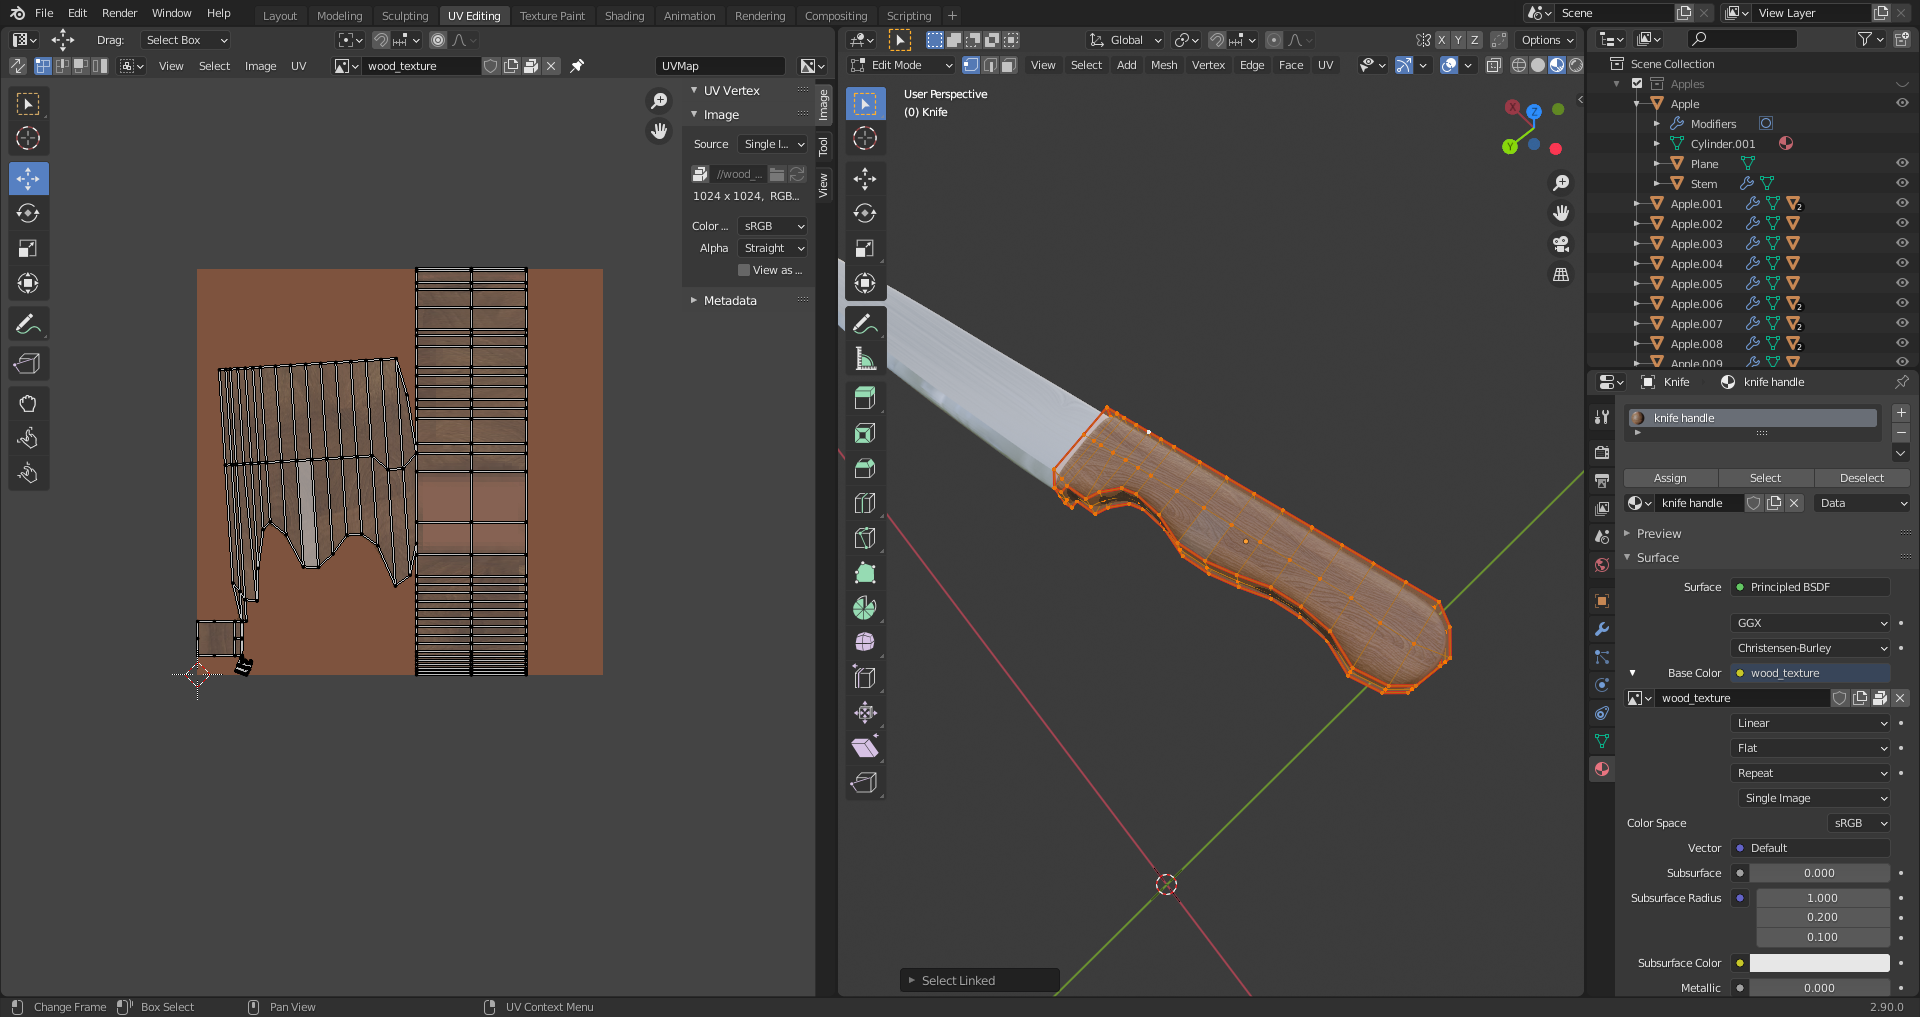 File Edit Render Window Help Layout Modeling Sculpting UV Editing Texture Paint Shading Animation Rendering Compositing Scripting + Scene View Layer
Drag: Select Box Global X Y Z Options
View Select Image UV wood_texture UVMap Edit Mode View Select Add Mesh Vertex Edge Face UV
Scene Collection
Apples
Apple
Modifiers
Cylinder.001
Plane
Stem
Apple.001 2
Apple.002
Apple.003
Apple.004
Apple.005
Apple.006 2
Apple.007 2
Apple.008 2
Apple.009
UV Vertex
Image
Source Single I...
//wood_...
1024 x 1024, RGB...
Color ... sRGB
Alpha Straight
View as ...
Metadata
Image
Tool
View
User Perspective
(0) Knife
X Z
Y
Select Linked
Knife knife handle
knife handle
Assign Select Deselect
knife handle Data
Preview
Surface
Surface Principled BSDF
GGX
Christensen-Burley
Base Color wood_texture
wood_texture
Linear
Flat
Repeat
Single Image
Color Space sRGB
Vector Default
Subsurface 0.000
Subsurface Radius 1.000
0.200
0.100
Subsurface Color
Metallic 0.000
Change Frame Box Select Pan View UV Context Menu 2.90.0